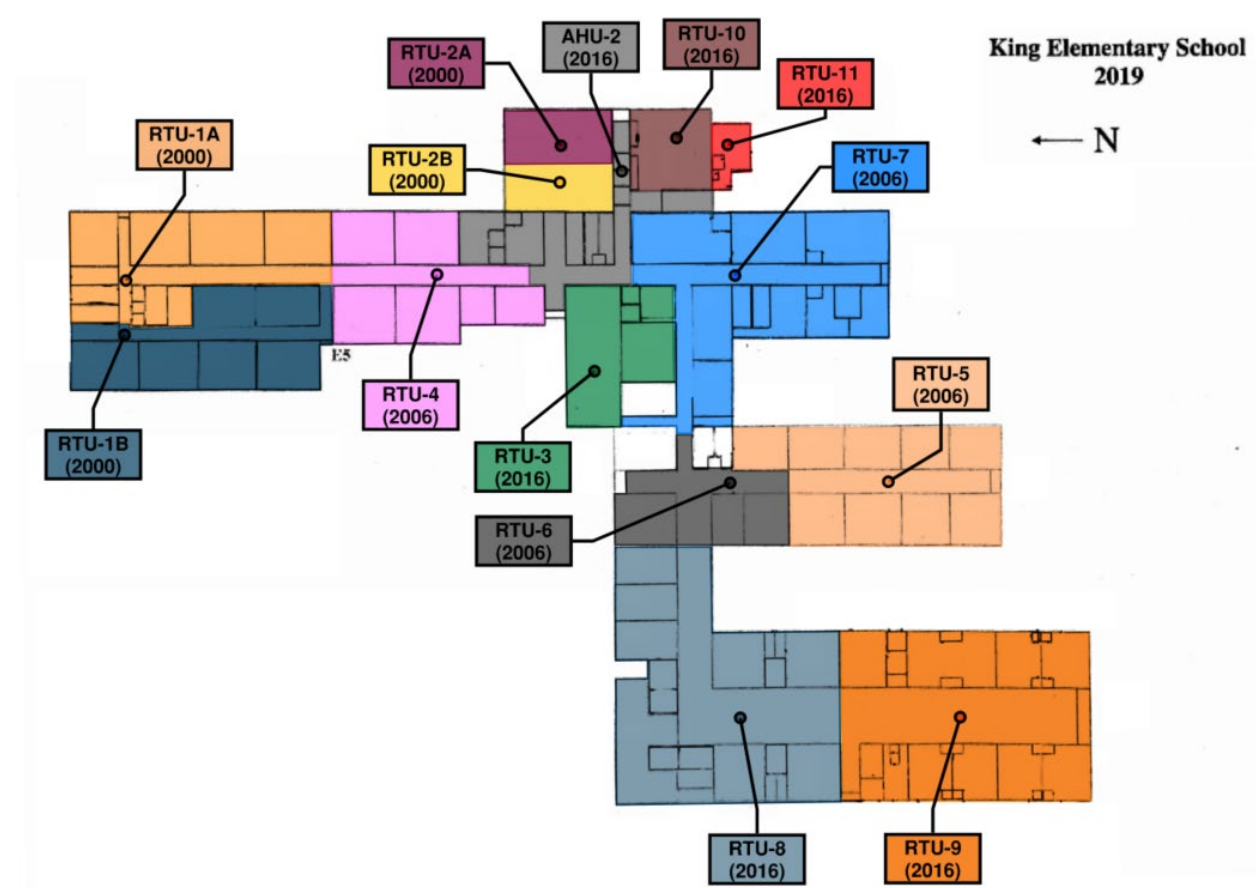 King Elementary School
2019
← N
RTU-2A
(2000)
AHU-2
(2016)
RTU-10
(2016)
RTU-11
(2016)
RTU-1A
(2000)
RTU-2B
(2000)
RTU-7
(2006)
E5
RTU-4
(2006)
RTU-5
(2006)
RTU-1B
(2000)
RTU-3
(2016)
RTU-6
(2006)
RTU-8
(2016)
RTU-9
(2016)